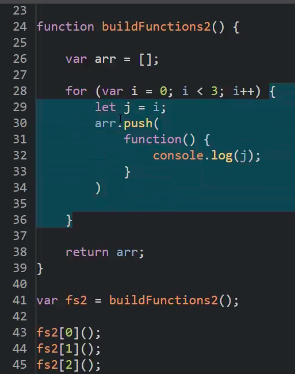 23
24 function buildFunctions2() {
25
26 var arr = [];
27
28 for (var i = 0; i < 3; i++) {
29 let j = i;
30 arr.push(
31 function() {
32 console.log(j);
33 }
34 )
35
36 }
37
38 return arr;
39 }
40
41 var fs2 = buildFunctions2();
42
43 fs2[0]();
44 fs2[1]();
45 fs2[2]();